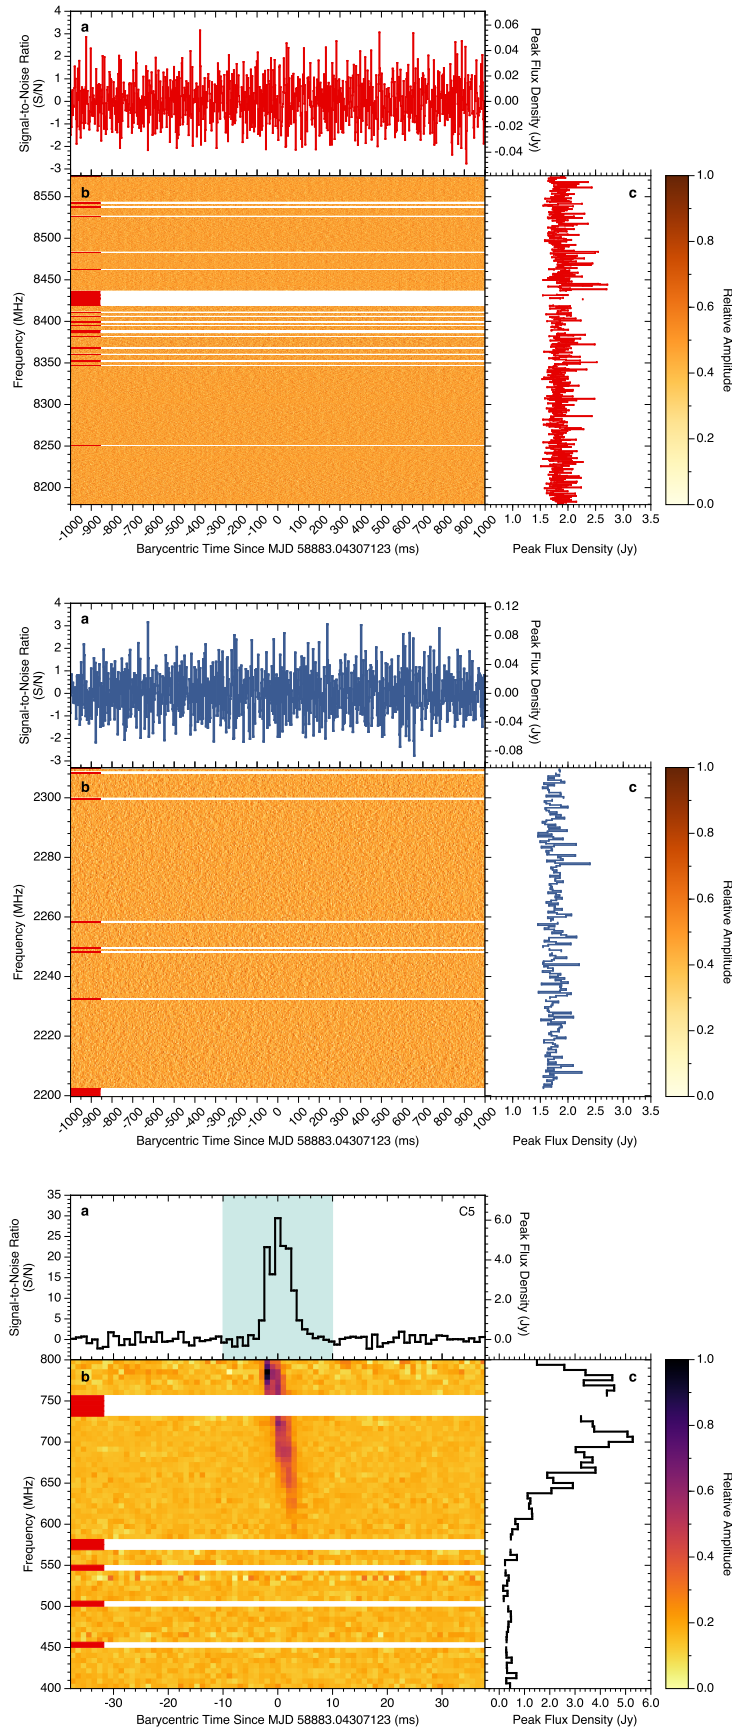 a
Signal-to-Noise Ratio
(S/N)
4
3
2
1
0
-1
-2
-3
0.06
0.04
0.02
0.00
-0.02
-0.04
Peak Flux Density (Jy)
b
c
Frequency (MHz)
8550
8500
8450
8400
8350
8300
8250
8200
-1000 -900 -800 -700 -600 -500 -400 -300 -200 -100 0 100 200 300 400 500 600 700 800 900 1000
Barycentric Time Since MJD 58883.04307123 (ms)
1.0 1.5 2.0 2.5 3.0 3.5
Peak Flux Density (Jy)
1.0
0.8
0.6
0.4
0.2
0.0
Relative Amplitude
a
Signal-to-Noise Ratio
(S/N)
4
3
2
1
0
-1
-2
-3
0.12
0.08
0.04
0.00
-0.04
-0.08
Peak Flux Density (Jy)
b
c
Frequency (MHz)
2300
2280
2260
2240
2220
2200
-1000 -900 -800 -700 -600 -500 -400 -300 -200 -100 0 100 200 300 400 500 600 700 800 900 1000
Barycentric Time Since MJD 58883.04307123 (ms)
1.0 1.5 2.0 2.5 3.0 3.5
Peak Flux Density (Jy)
1.0
0.8
0.6
0.4
0.2
0.0
Relative Amplitude
a
C5
Signal-to-Noise Ratio
(S/N)
35
30
25
20
15
10
5
0
6.0
4.0
2.0
0.0
Peak Flux Density (Jy)
b
c
Frequency (MHz)
800
750
700
650
600
550
500
450
400
-30 -20 -10 0 10 20 30
Barycentric Time Since MJD 58883.04307123 (ms)
0.0 1.0 2.0 3.0 4.0 5.0 6.0
Peak Flux Density (Jy)
1.0
0.8
0.6
0.4
0.2
0.0
Relative Amplitude